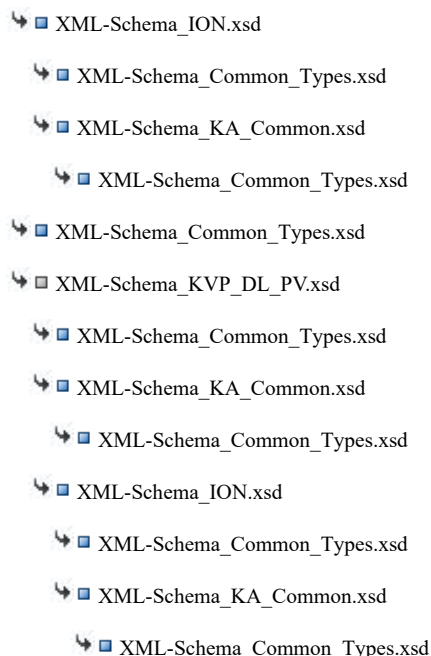 XML-Schema_ION.xsd
XML-Schema_Common_Types.xsd
XML-Schema_KA_Common.xsd
XML-Schema_Common_Types.xsd
XML-Schema_Common_Types.xsd
XML-Schema_KVP_DL_PV.xsd
XML-Schema_Common_Types.xsd
XML-Schema_KA_Common.xsd
XML-Schema_Common_Types.xsd
XML-Schema_ION.xsd
XML-Schema_Common_Types.xsd
XML-Schema_KA_Common.xsd
XML-Schema_Common_Types.xsd